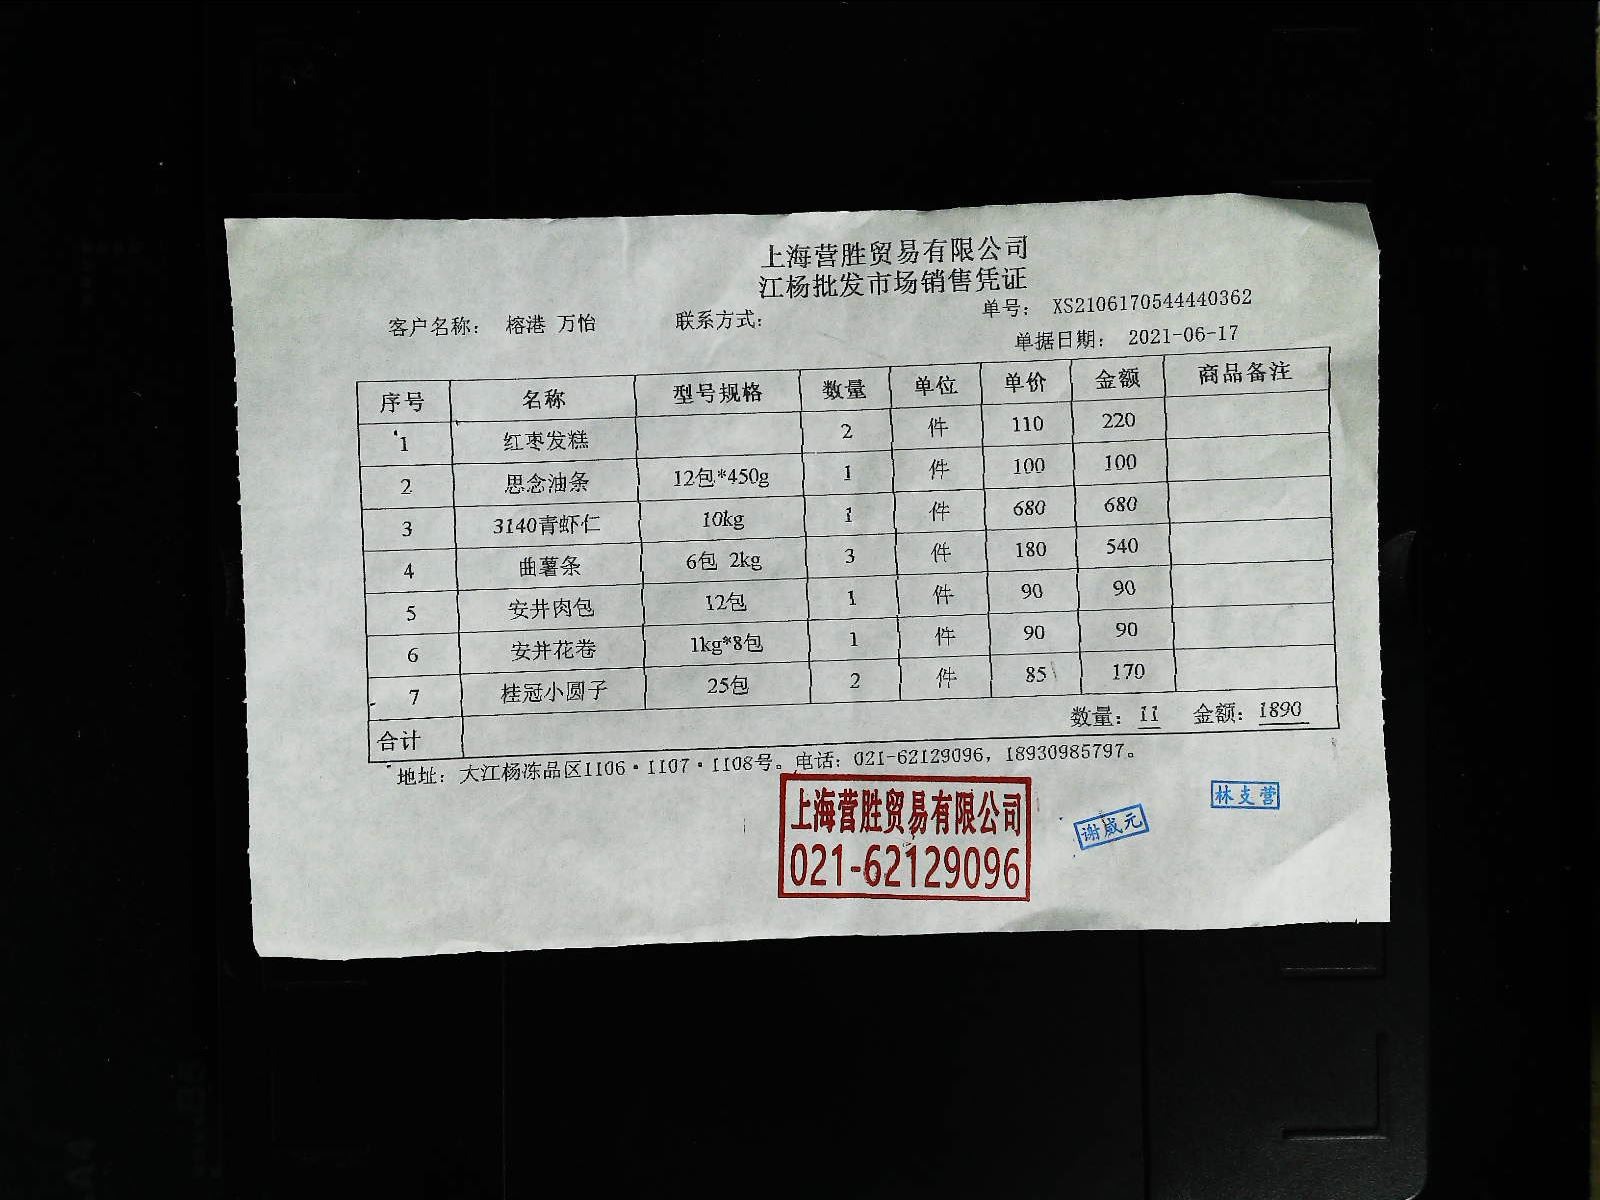 上海营胜贸易有限公司
江杨批发市场销售凭证
客户名称： 榕港 万怡 联系方式： 单号： XS2106170544440362
单据日期： 2021-06-17
序号 名称 型号规格 数量 单位 单价 金额 商品备注
1 红枣发糕 2 件 110 220
2 思念油条 12包*450g 1 件 100 100
3 3140青虾仁 10kg 1 件 680 680
4 曲薯条 6包 2kg 3 件 180 540
5 安井肉包 12包 1 件 90 90
6 安井花卷 1kg*8包 1 件 90 90
7 桂冠小圆子 25包 2 件 85 170
合计 数量： 11 金额： 1890
地址： 大江杨冻品区1106·1107·1108号。电话：021-62129096，18930985797。
上海营胜贸易有限公司
021-62129096
谢威元
林支营